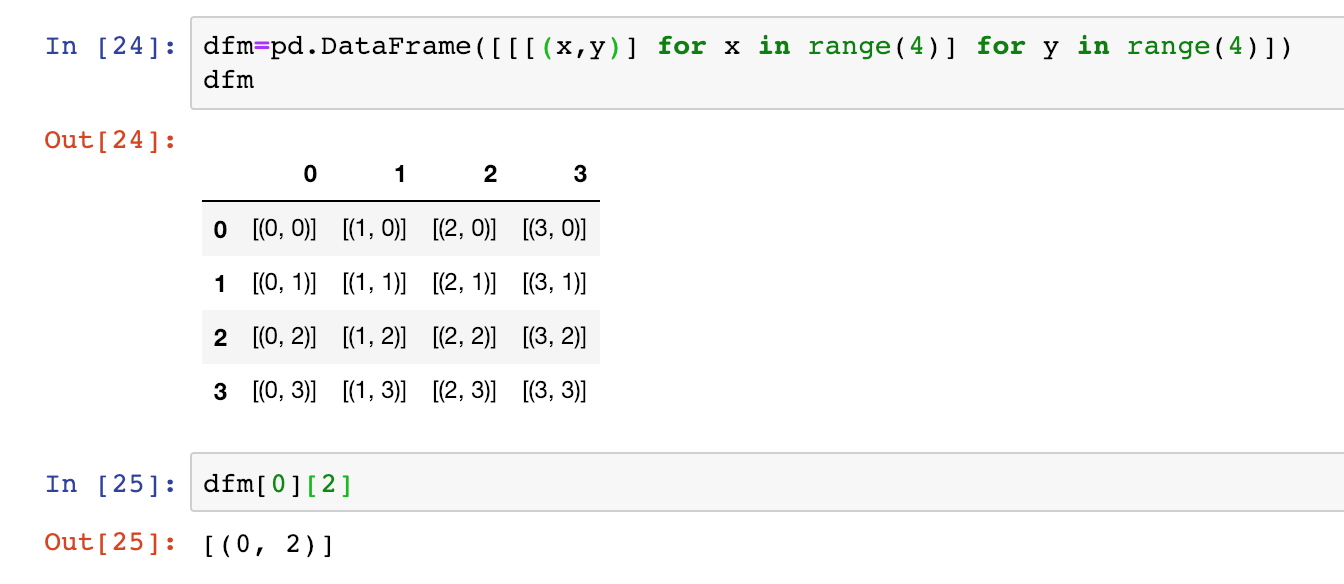 In [24]: dfm=pd.DataFrame([[[(x,y)] for x in range(4)] for y in range(4)])
dfm
Out[24]:
0 1 2 3
0 [(0, 0)] [(1, 0)] [(2, 0)] [(3, 0)]
1 [(0, 1)] [(1, 1)] [(2, 1)] [(3, 1)]
2 [(0, 2)] [(1, 2)] [(2, 2)] [(3, 2)]
3 [(0, 3)] [(1, 3)] [(2, 3)] [(3, 3)]
In [25]: dfm[0][2]
Out[25]: [(0, 2)]